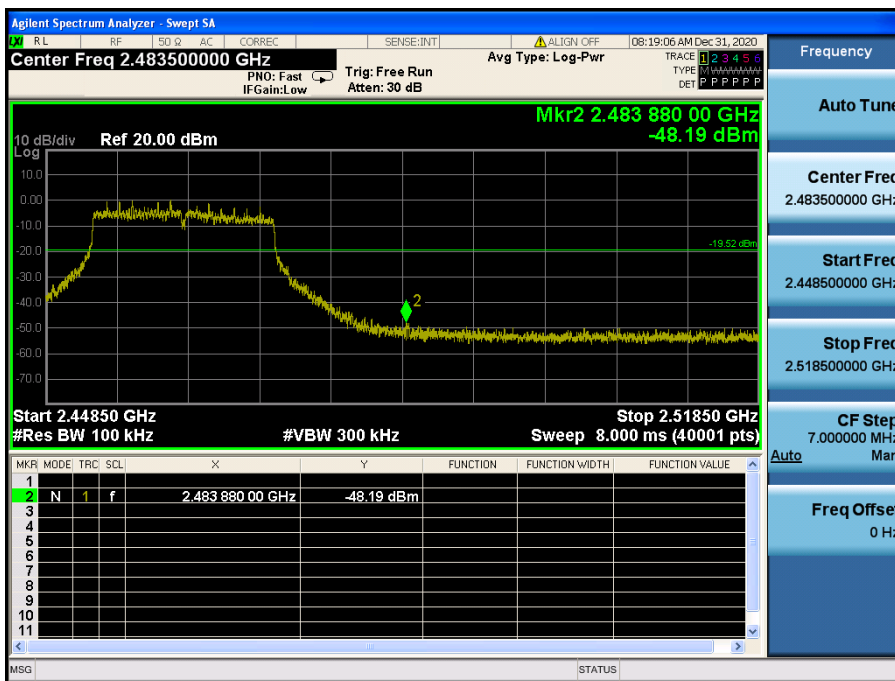 Agilent Spectrum Analyzer - Swept SA
LXI RL RF 50 Ω AC CORREC SENSE:INT ALIGN OFF 08:19:06 AM Dec 31, 2020
Center Freq 2.483500000 GHz
PNO: Fast
IFGain:Low
Trig: Free Run
Atten: 30 dB
Avg Type: Log-Pwr
TRACE 1 2 3 4 5 6
TYPE M W W W W W
DET P P P P P P
Mkr2 2.483 880 00 GHz
-48.19 dBm
10 dB/div
Log
Ref 20.00 dBm
10.0
0.00
-10.0
-20.0
-30.0
-40.0
-50.0
-60.0
-70.0
-19.52 dBm
2
Start 2.44850 GHz Stop 2.51850 GHz
#Res BW 100 kHz #VBW 300 kHz Sweep 8.000 ms (40001 pts)
MKR MODE TRC SCL X Y FUNCTION FUNCTION WIDTH FUNCTION VALUE
1
2 N 1 f 2.483 880 00 GHz -48.19 dBm
3
4
5
6
7
8
9
10
11
MSG STATUS
Frequency
Auto Tune
Center Freq
2.483500000 GHz
Start Freq
2.448500000 GHz
Stop Freq
2.518500000 GHz
CF Step
7.000000 MHz
Auto Man
Freq Offset
0 Hz